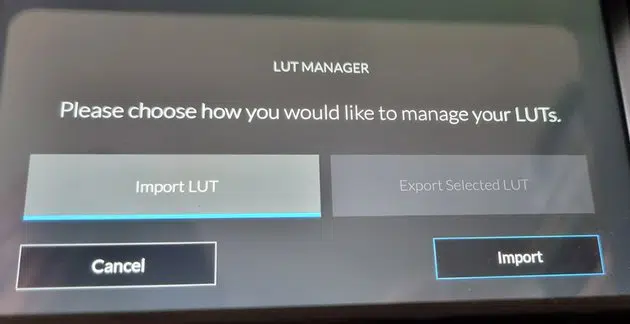 LUT MANAGER
Please choose how you would like to manage your LUTs.
Import LUT
Export Selected LUT
Cancel
Import